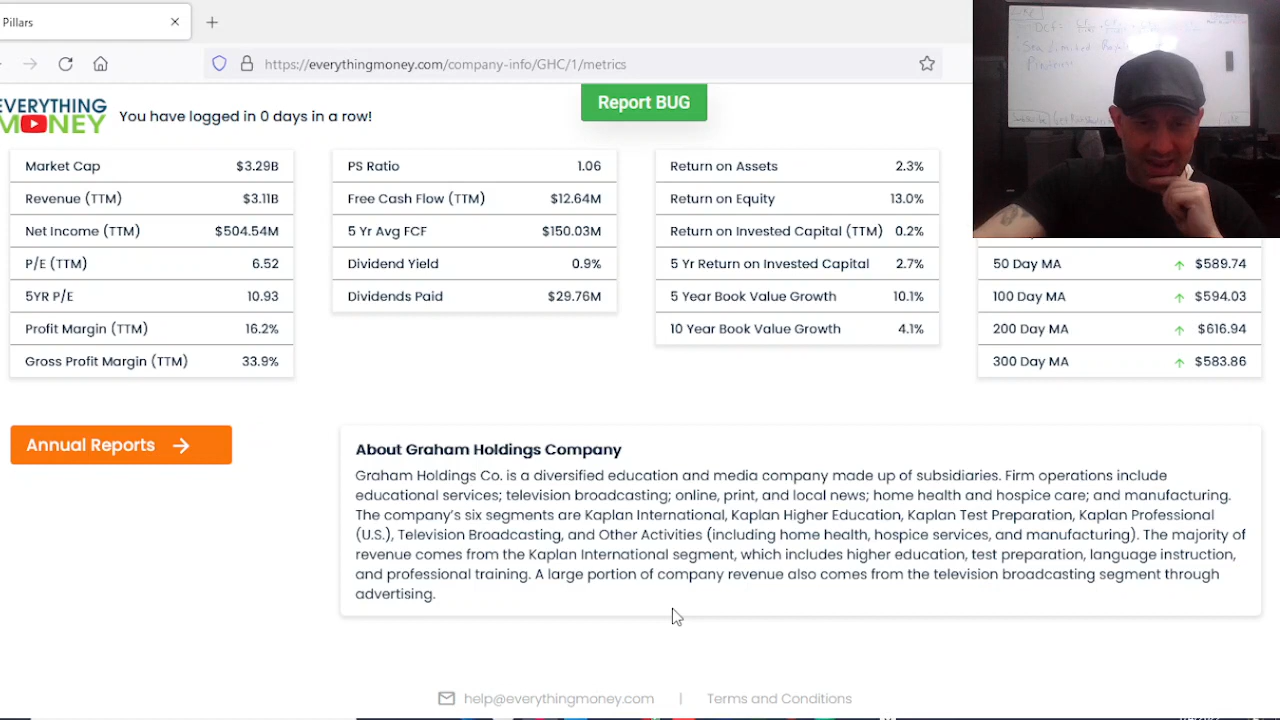 Pillars
https://everythingmoney.com/company-info/GHC/1/metrics
EVERYTHING
MONEY
You have logged in 0 days in a row!
Report BUG
Market Cap $3.29B
Revenue (TTM) $3.11B
Net Income (TTM) $504.54M
P/E (TTM) 6.52
5YR P/E 10.93
Profit Margin (TTM) 16.2%
Gross Profit Margin (TTM) 33.9%
PS Ratio 1.06
Free Cash Flow (TTM) $12.64M
5 Yr Avg FCF $150.03M
Dividend Yield 0.9%
Dividends Paid $29.76M
Return on Assets 2.3%
Return on Equity 13.0%
Return on Invested Capital (TTM) 0.2%
5 Yr Return on Invested Capital 2.7%
5 Year Book Value Growth 10.1%
10 Year Book Value Growth 4.1%
50 Day MA $589.74
100 Day MA $594.03
200 Day MA $616.94
300 Day MA $583.86
DCF =
Annual Reports
About Graham Holdings Company
Graham Holdings Co. is a diversified education and media company made up of subsidiaries. Firm operations include
educational services; television broadcasting; online, print, and local news; home health and hospice care; and manufacturing.
The company's six segments are Kaplan International, Kaplan Higher Education, Kaplan Test Preparation, Kaplan Professional
(U.S.), Television Broadcasting, and Other Activities (including home health, hospice services, and manufacturing). The majority of
revenue comes from the Kaplan International segment, which includes higher education, test preparation, language instruction,
and professional training. A large portion of company revenue also comes from the television broadcasting segment through
advertising.
help@everythingmoney.com | Terms and Conditions